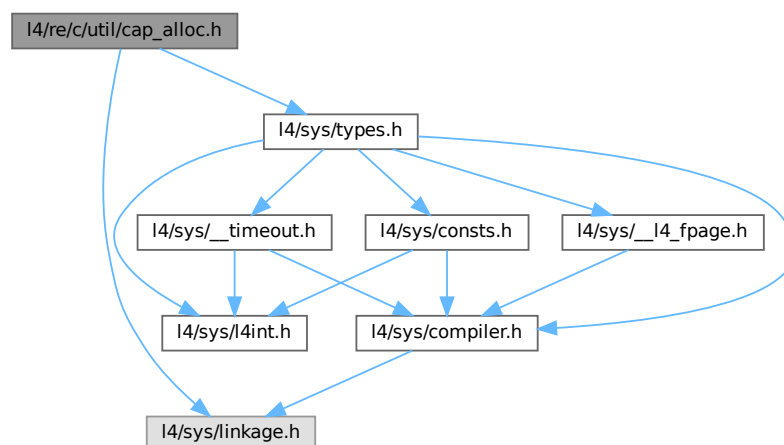 l4/re/c/util/cap_alloc.h
l4/sys/types.h
l4/sys/__timeout.h
l4/sys/consts.h
l4/sys/__l4_fpage.h
l4/sys/l4int.h
l4/sys/compiler.h
l4/sys/linkage.h